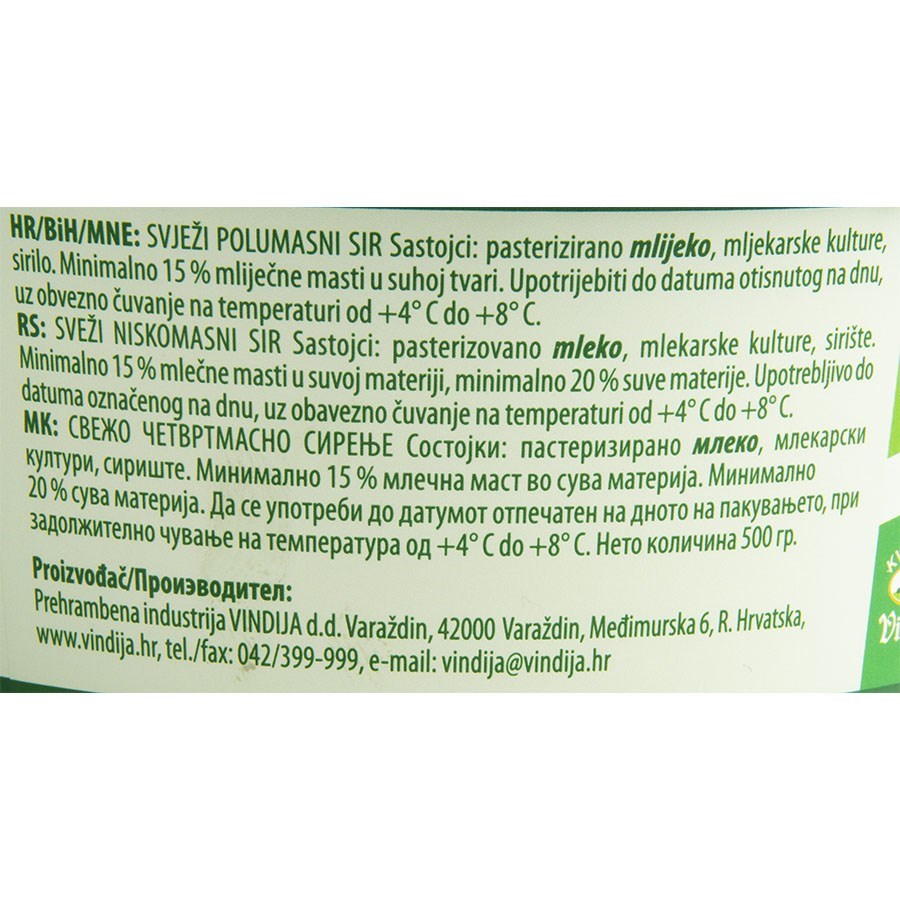 HR/BiH/MNE: SVJEŽI POLUMASNI SIR Sastojci: pasterizirano mlijeko, mljekarske kulture,
sirilo. Minimalno 15 % mliječne masti u suhoj tvari. Upotrijebiti do datuma otisnutog na dnu,
uz obvezno čuvanje na temperaturi od +4° C do +8° C.
RS: SVEŽI NISKOMASNI SIR Sastojci: pasterizovano mleko, mlekarske kulture, sirište.
Minimalno 15 % mlečne masti u suvoj materiji, minimalno 20 % suve materije. Upotrebljivo do
datuma označenog na dnu, uz obavezno čuvanje na temperaturi od +4° C do +8° C.
МК: СВЕЖО ЧЕТВРТМАСНО СИРЕЊЕ Состојки: пастеризирано млеко, млекарски
култури, сириште. Минимално 15 % млечна маст во сува материја. Минимално
20 % сува материја. Да се употреби до датумот отпечатен на дното на пакувањето, при
задолжително чување на температура од +4° C do +8° C. Нето количина 500 гр.
Proizvođač/Производител:
Prehrambena industrija VINDIJA d.d. Varaždin, 42000 Varaždin, Međimurska 6, R. Hrvatska,
www.vindija.hr, tel./fax: 042/399-999, e-mail: vindija@vindija.hr